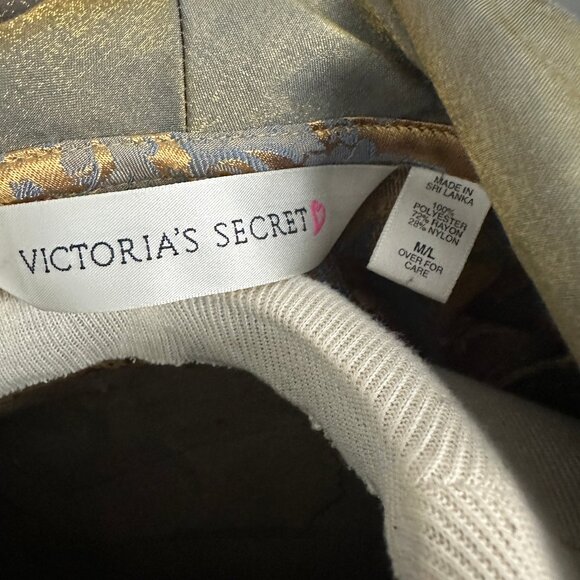 VICTORIA'S SECRET
MADE IN
SRI LANKA
100%
POLYESTER
72% RAYON
28% NYLON
M/L
OVER FOR
CARE